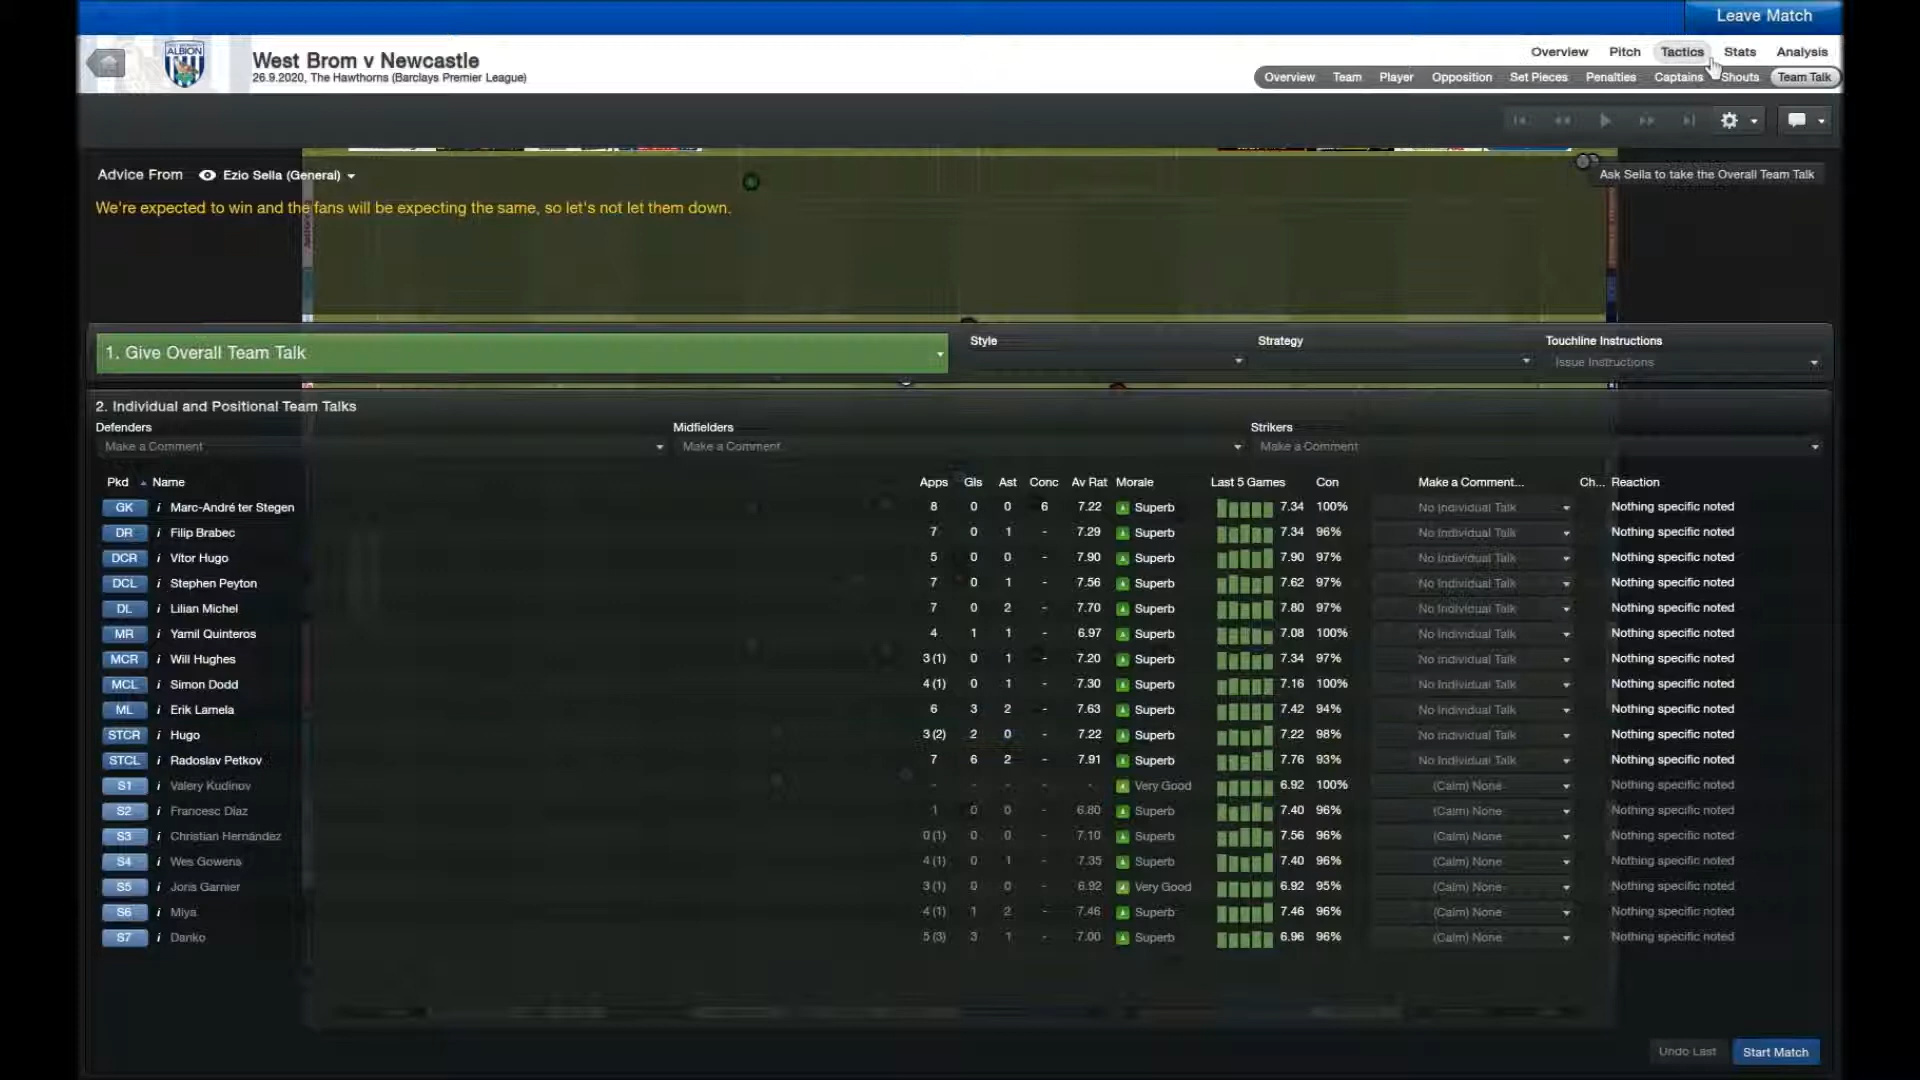 Leave Match
ALBION
West Brom v Newcastle
26.9.2020, The Hawthorns (Barclays Premier League)
Overview Pitch Tactics Stats Analysis
Overview Team Player Opposition Set Pieces Penalties Captains Shouts Team Talk
Advice From Ezio Sella (General)
Ask Sella to take the Overall Team Talk
We're expected to win and the fans will be expecting the same, so let's not let them down.
1. Give Overall Team Talk
Style Strategy Touchline Instructions
Issue Instructions
2. Individual and Positional Team Talks
Defenders Midfielders Strikers
Make a Comment Make a Comment Make a Comment
Pkd Name Apps Gls Ast Conc Av Rat Morale Last 5 Games Con Make a Comment... Ch... Reaction
GK i Marc-André ter Stegen 8 0 0 6 7.22 Superb 7.34 100% No Individual Talk Nothing specific noted
DR i Filip Brabec 7 0 1 - 7.29 Superb 7.34 96% No Individual Talk Nothing specific noted
DCR i Vítor Hugo 5 0 0 - 7.90 Superb 7.90 97% No Individual Talk Nothing specific noted
DCL i Stephen Peyton 7 0 1 - 7.56 Superb 7.62 97% No Individual Talk Nothing specific noted
DL i Lilian Michel 7 0 2 - 7.70 Superb 7.80 97% No Individual Talk Nothing specific noted
MR i Yamil Quinteros 4 1 1 - 6.97 Superb 7.08 100% No Individual Talk Nothing specific noted
MCR i Will Hughes 3 (1) 0 1 - 7.20 Superb 7.34 97% No Individual Talk Nothing specific noted
MCL i Simon Dodd 4 (1) 0 1 - 7.30 Superb 7.16 100% No Individual Talk Nothing specific noted
ML i Erik Lamela 6 3 2 - 7.63 Superb 7.42 94% No Individual Talk Nothing specific noted
STCR i Hugo 3 (2) 2 0 - 7.22 Superb 7.22 98% No Individual Talk Nothing specific noted
STCL i Radoslav Petkov 7 6 2 - 7.91 Superb 7.76 93% No Individual Talk Nothing specific noted
S1 i Valery Kudinov - - - - - Very Good 6.92 100% (Calm) None Nothing specific noted
S2 i Francesc Díaz 1 0 0 - 6.80 Superb 7.40 96% (Calm) None Nothing specific noted
S3 i Christian Hernández 0 (1) 0 0 - 7.10 Superb 7.56 96% (Calm) None Nothing specific noted
S4 i Wes Gowens 4 (1) 0 1 - 7.35 Superb 7.40 96% (Calm) None Nothing specific noted
S5 i Joris Garnier 3 (1) 0 0 - 6.92 Very Good 6.92 95% (Calm) None Nothing specific noted
S6 i Miya 4 (1) 1 2 - 7.46 Superb 7.46 96% (Calm) None Nothing specific noted
S7 i Danko 5 (3) 3 1 - 7.00 Superb 6.96 96% (Calm) None Nothing specific noted
Undo Last Start Match